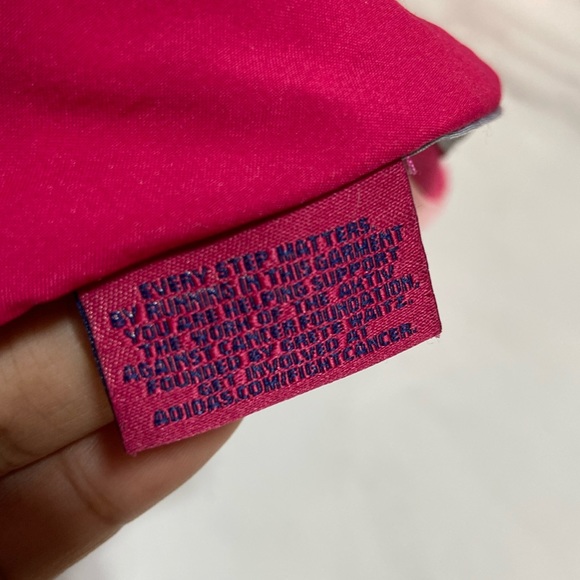 EVERY STEP MATTERS
BY RUNNING IN THIS GARMENT
YOU ARE HELPING SUPPORT
THE WORK OF THE AKTIV
AGAINST CANCER FOUNDATION,
FOUNDED BY GRETE WAITZ.
GET INVOLVED AT
ADIDAS.COM/FIGHTCANCER.